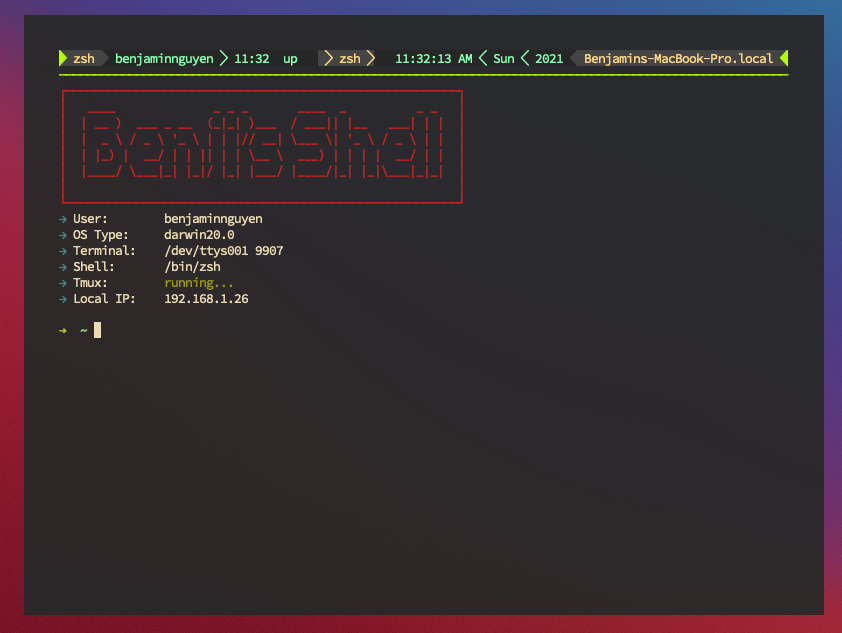 zsh benjaminnguyen 11:32 up zsh 11:32:13 AM Sun 2021 Benjamins-MacBook-Pro.local
Benji's Shell
→ User: benjaminnguyen
→ OS Type: darwin20.0
→ Terminal: /dev/ttys001 9907
→ Shell: /bin/zsh
→ Tmux: running...
→ Local IP: 192.168.1.26
→ ~